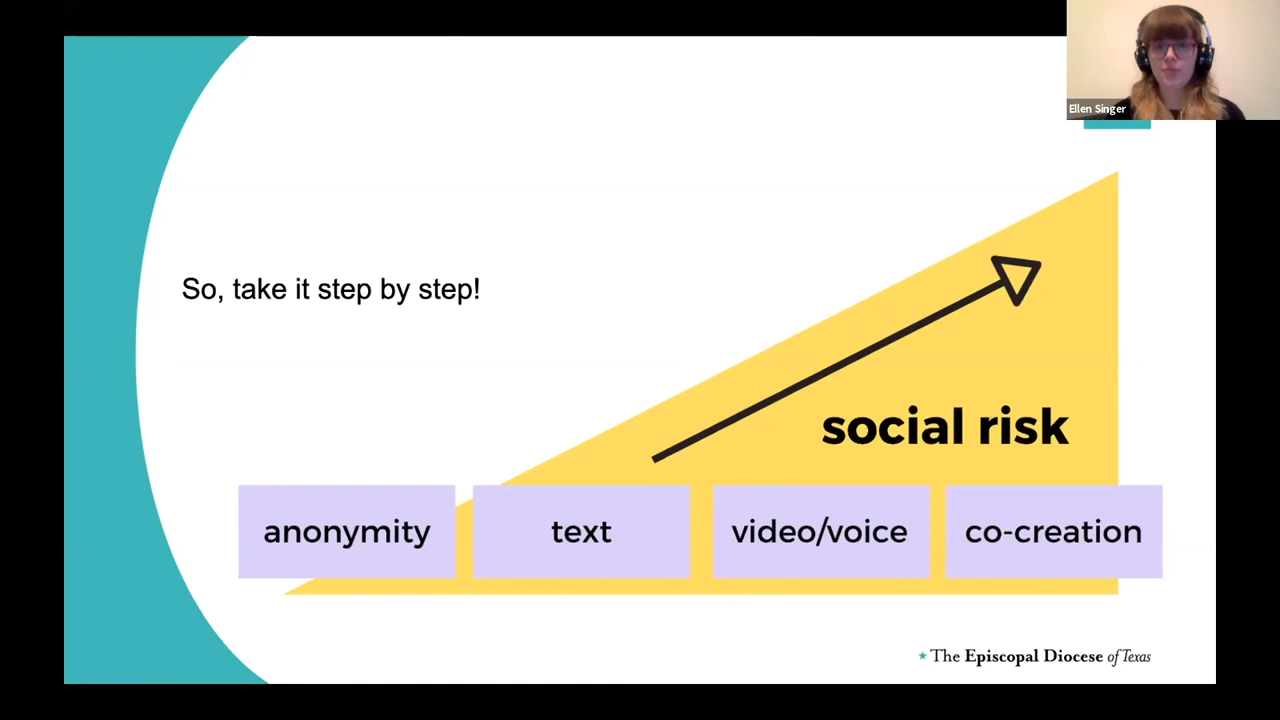 Ellen Singer
So, take it step by step!
social risk
anonymity
text
video/voice
co-creation
The Episcopal Diocese of Texas